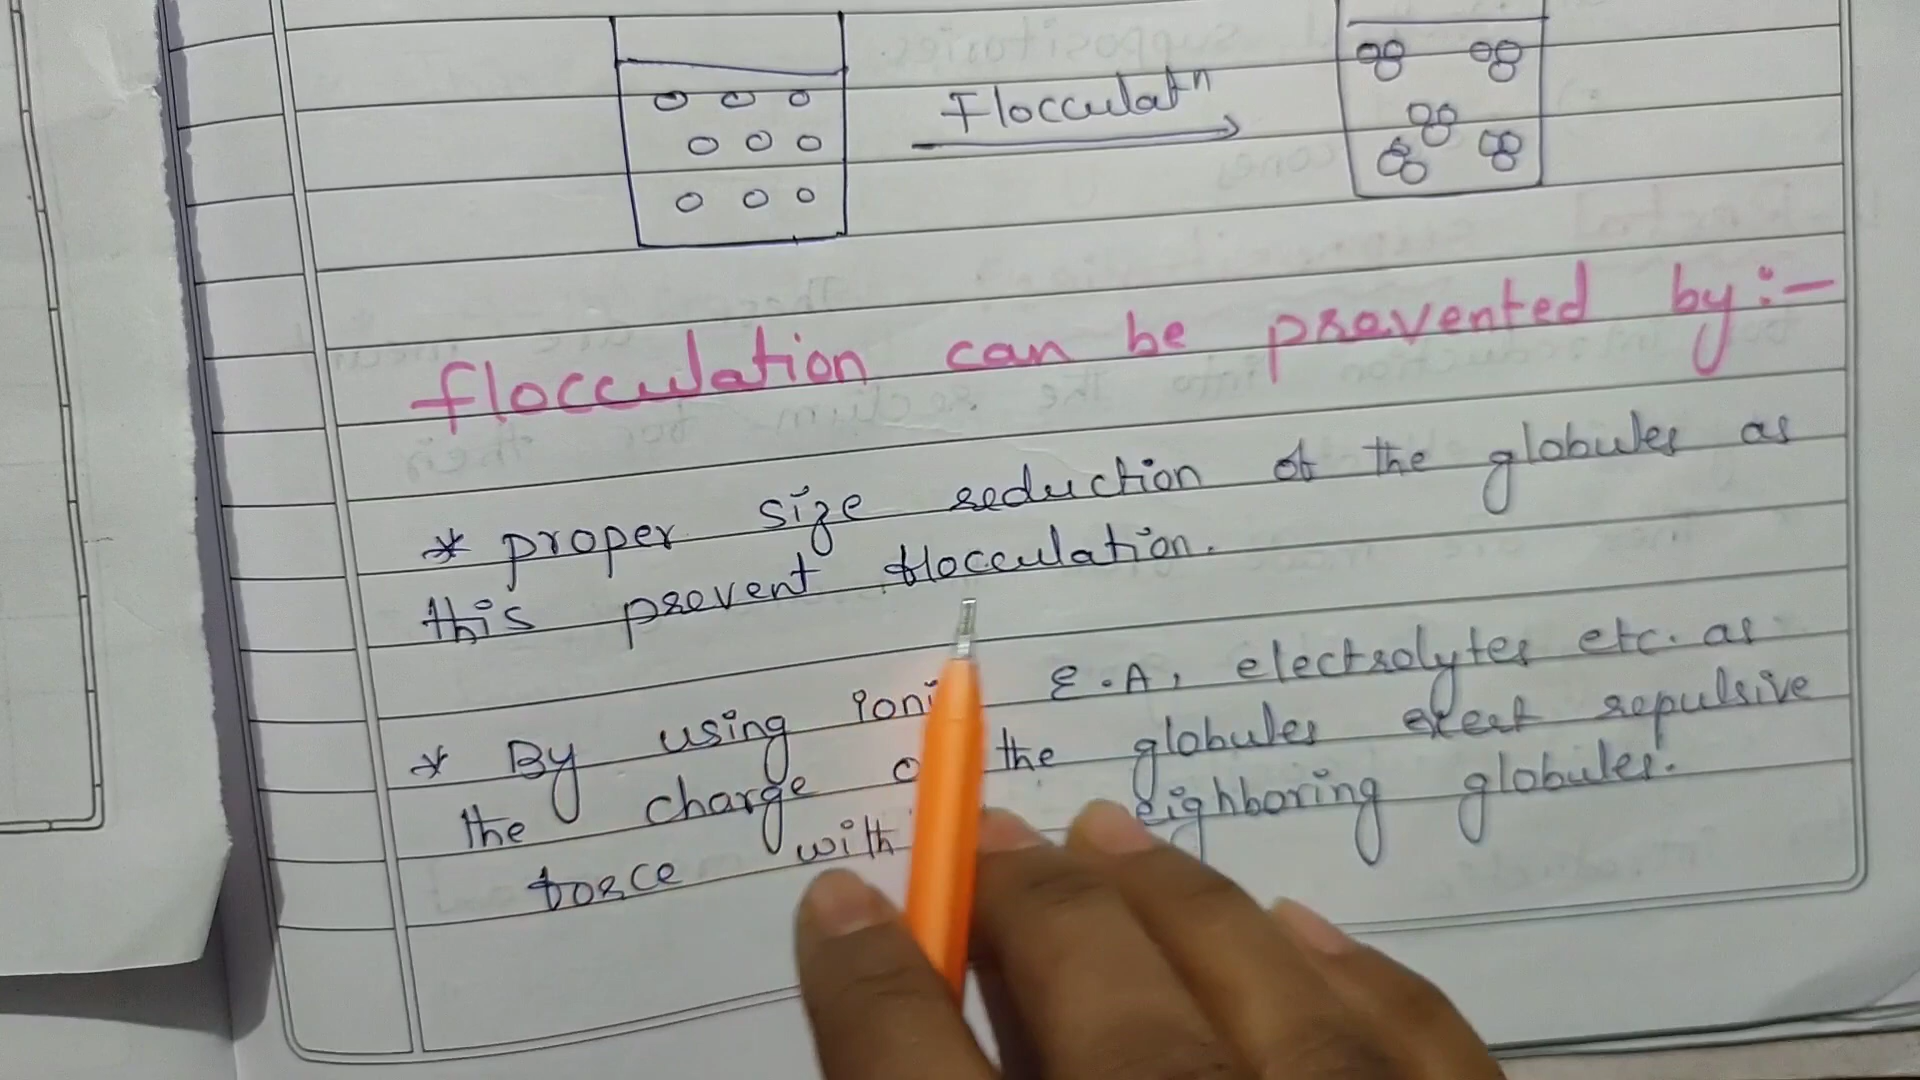 Flocculatn
flocculation can be prevented by:-
* proper size reduction of the globules as
this prevent flocculation.
* By using E.A, electrolytes etc. as
the charge the globules exert repulsive
force with globules.